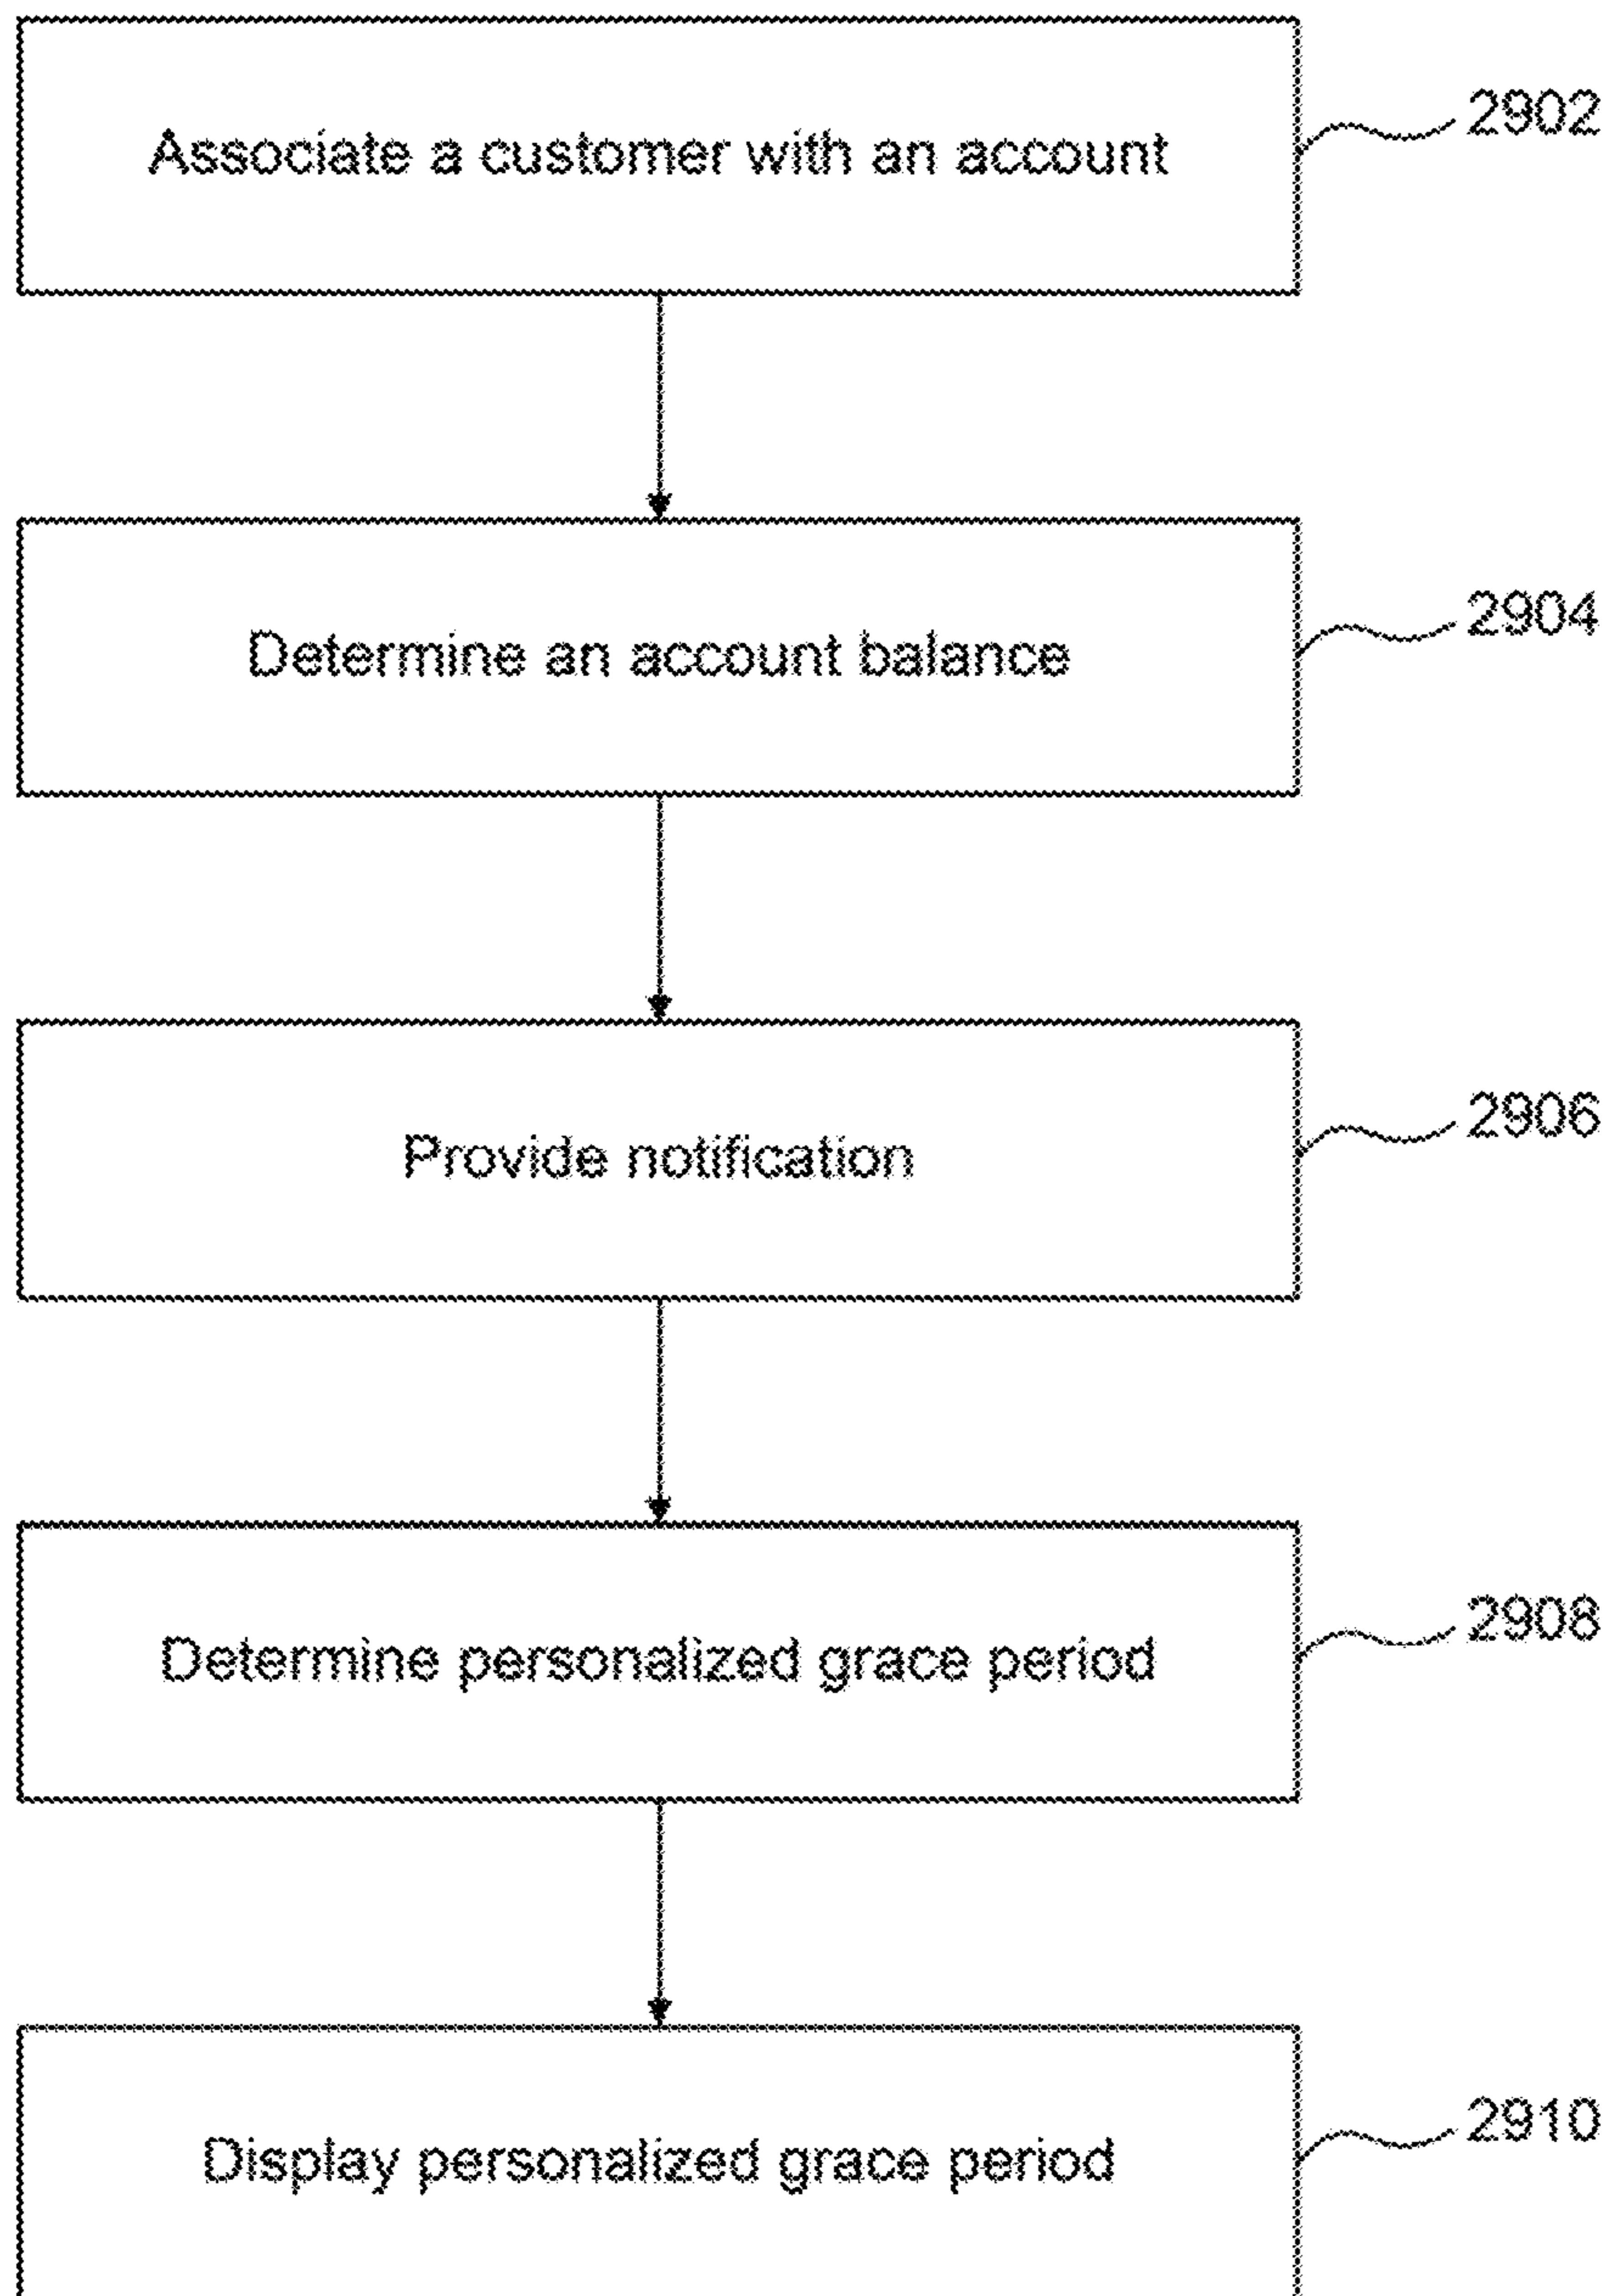 Associate a customer with an account
2902
Determine an account balance
2904
Provide notification
2906
Determine personalized grace period
2908
Display personalized grace period
2910